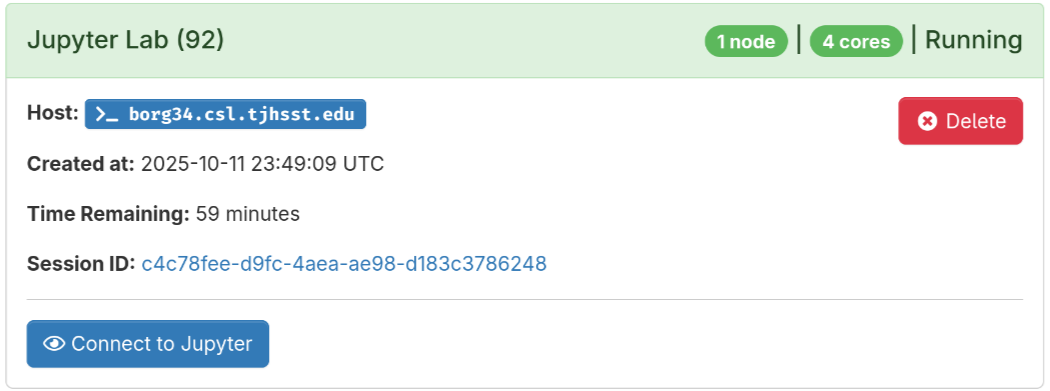 Jupyter Lab (92) 1 node | 4 cores | Running
Host: >_ borg34.csl.tjhsst.edu
Delete
Created at: 2025-10-11 23:49:09 UTC
Time Remaining: 59 minutes
Session ID: c4c78fee-d9fc-4aea-ae98-d183c3786248
Connect to Jupyter